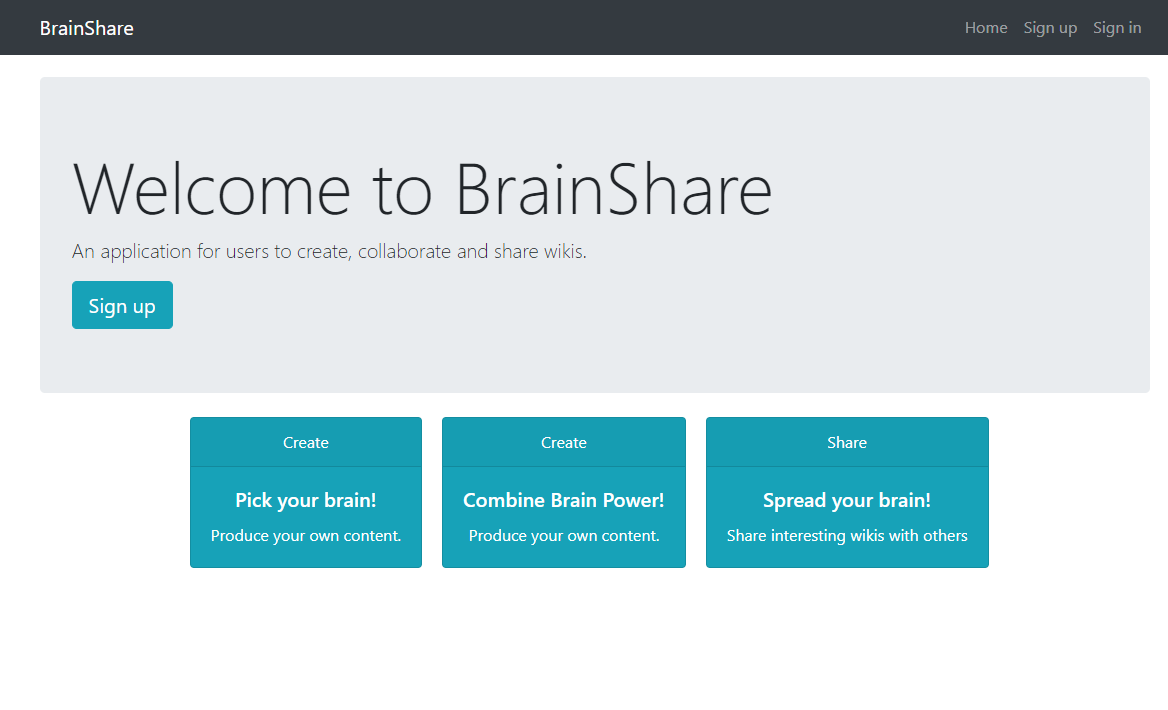 BrainShare
Home Sign up Sign in
Welcome to BrainShare
An application for users to create, collaborate and share wikis.
Sign up
Create
Pick your brain!
Produce your own content.
Create
Combine Brain Power!
Produce your own content.
Share
Spread your brain!
Share interesting wikis with others